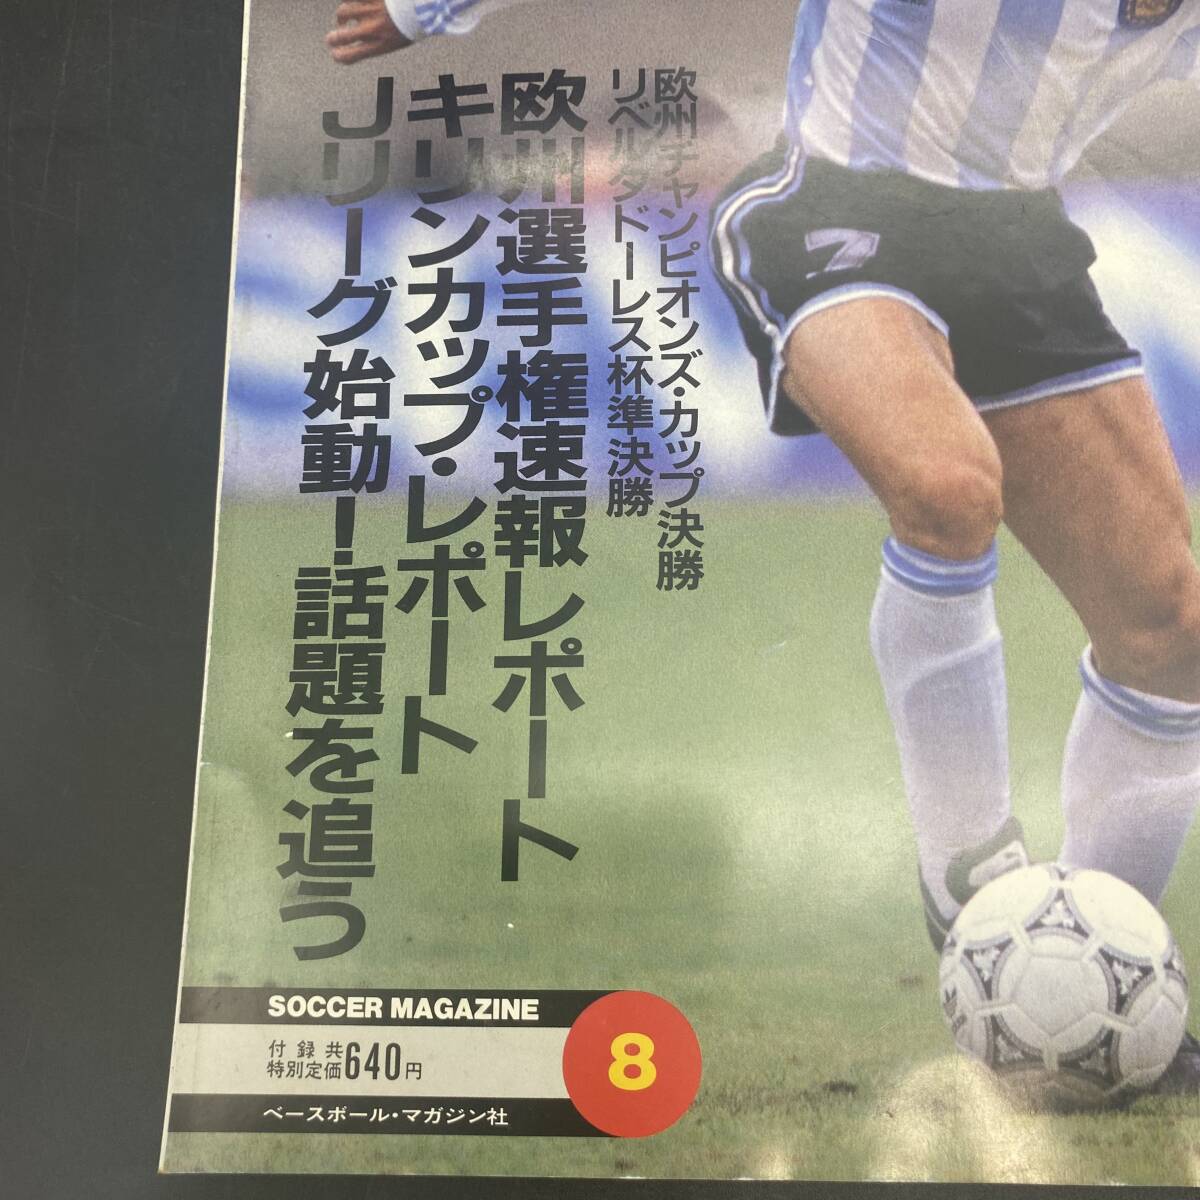 欧州チャンピオンズ・カップ決勝
リベルタドーレス杯準決勝
欧州選手権速報レポート
キリンカップ・レポート
Jリーグ始動！話題を追う
7
SOCCER MAGAZINE
付録共
特別定価640円
8
ベースボール・マガジン社